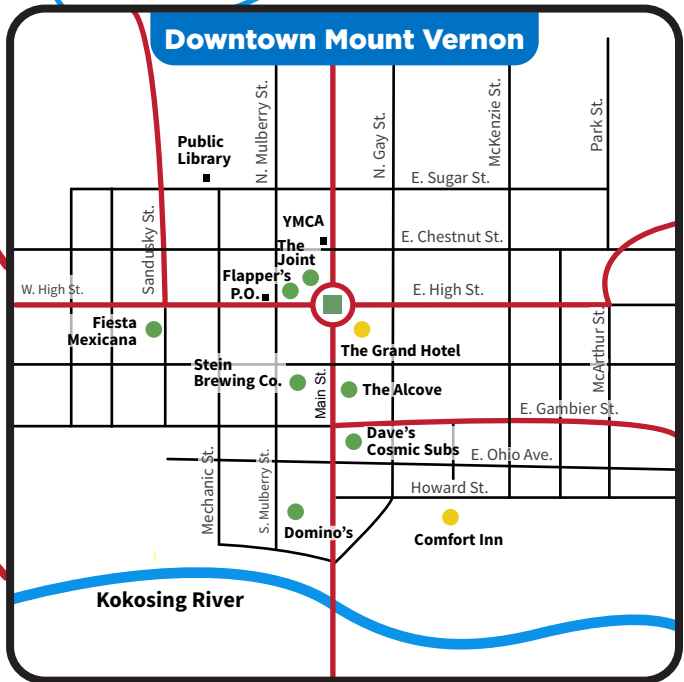 Downtown Mount Vernon
N. Mulberry St.
N. Gay St.
McKenzie St.
Park St.
Public
Library
E. Sugar St.
Sandusky St.
YMCA
E. Chestnut St.
The
Joint
Flapper's
P.O.
W. High St.
E. High St.
Fiesta
Mexicana
The Grand Hotel
McArthur St.
Stein
Brewing Co.
Main St.
The Alcove
E. Gambier St.
Dave's
Cosmic Subs
E. Ohio Ave.
Mechanic St.
S. Mulberry St.
Howard St.
Domino's
Comfort Inn
Kokosing River